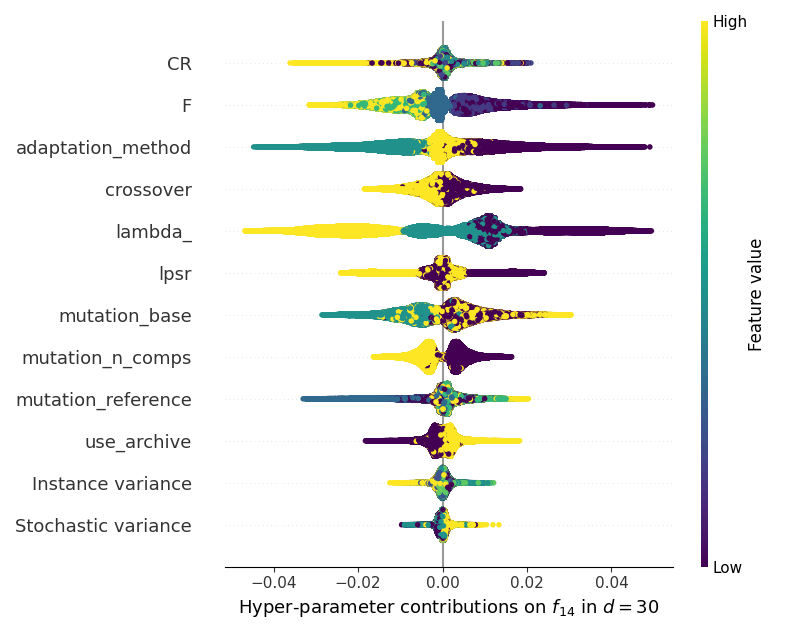 High
CR
F
adaptation_method
crossover
lambda_
lpsr
mutation_base
mutation_n_comps
mutation_reference
use_archive
Instance variance
Stochastic variance
Feature value
Low
−0.04 −0.02 0.00 0.02 0.04
Hyper-parameter contributions on f₁₄ in d = 30